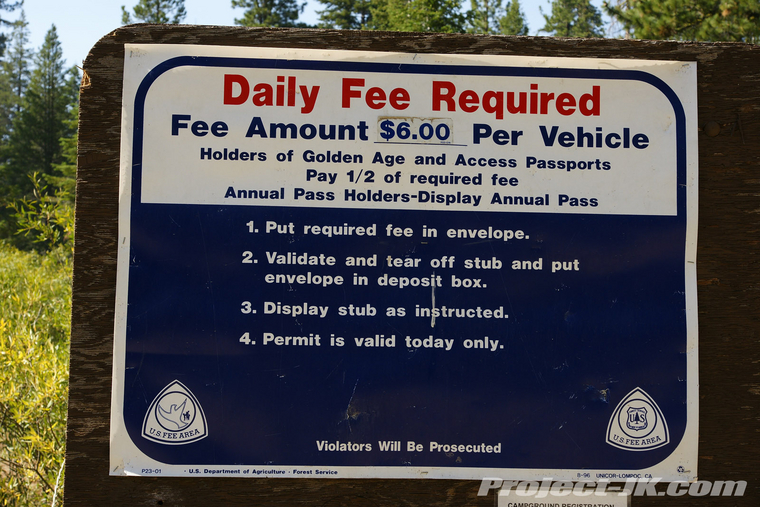 Daily Fee Required
Fee Amount $6.00 Per Vehicle
Holders of Golden Age and Access Passports
Pay 1/2 of required fee
Annual Pass Holders-Display Annual Pass
1. Put required fee in envelope.
2. Validate and tear off stub and put
envelope in deposit box.
3. Display stub as instructed.
4. Permit is valid today only.
U.S. FEE AREA
UAS
U.S. FEE AREA
Violators Will Be Prosecuted
P23-01 · U.S. Department of Agriculture · Forest Service 8-96 UNICOR-LOMPOC, CA
Project-JK.com
CAMPGROUND REGISTRATION